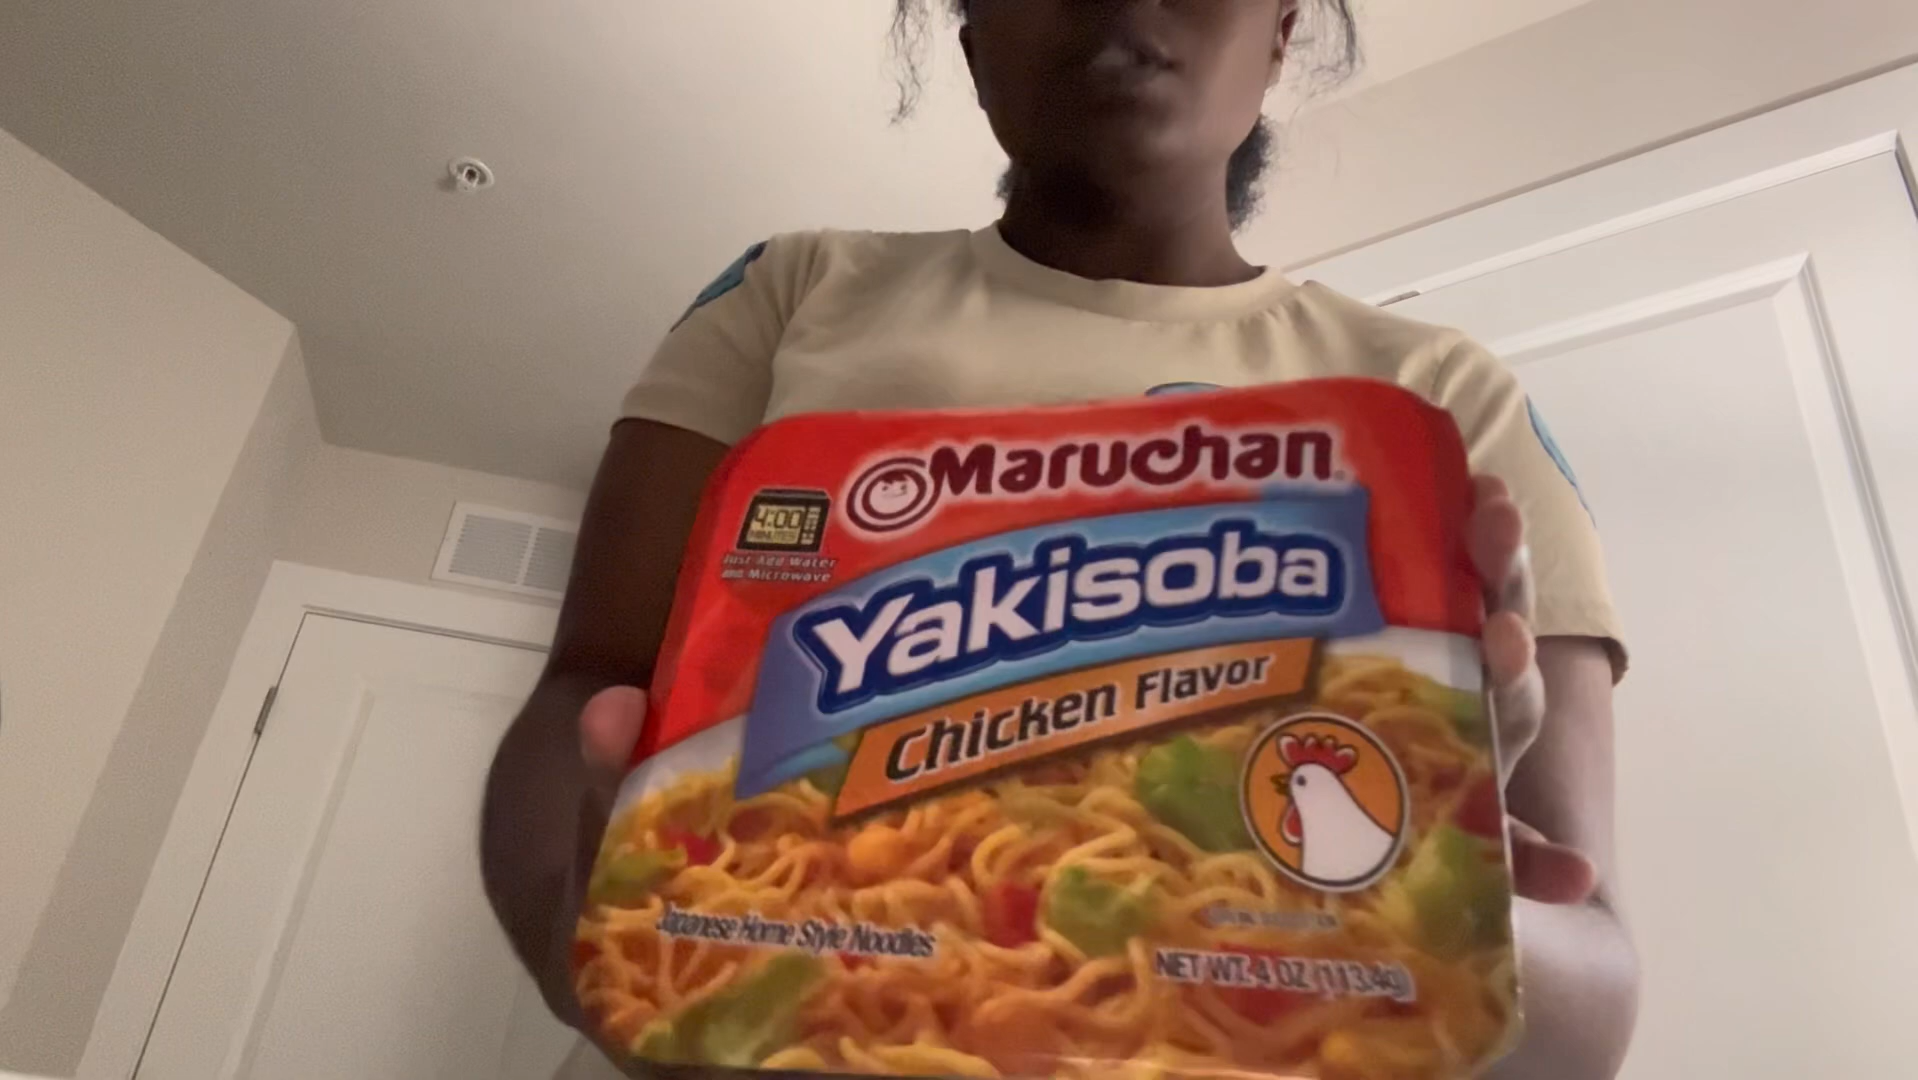 Maruchan
4:00
MINUTES
Just Add Water
and Microwave
Yakisoba
Chicken Flavor
Japanese Home Style Noodles
NET WT. 4 OZ (113.4g)